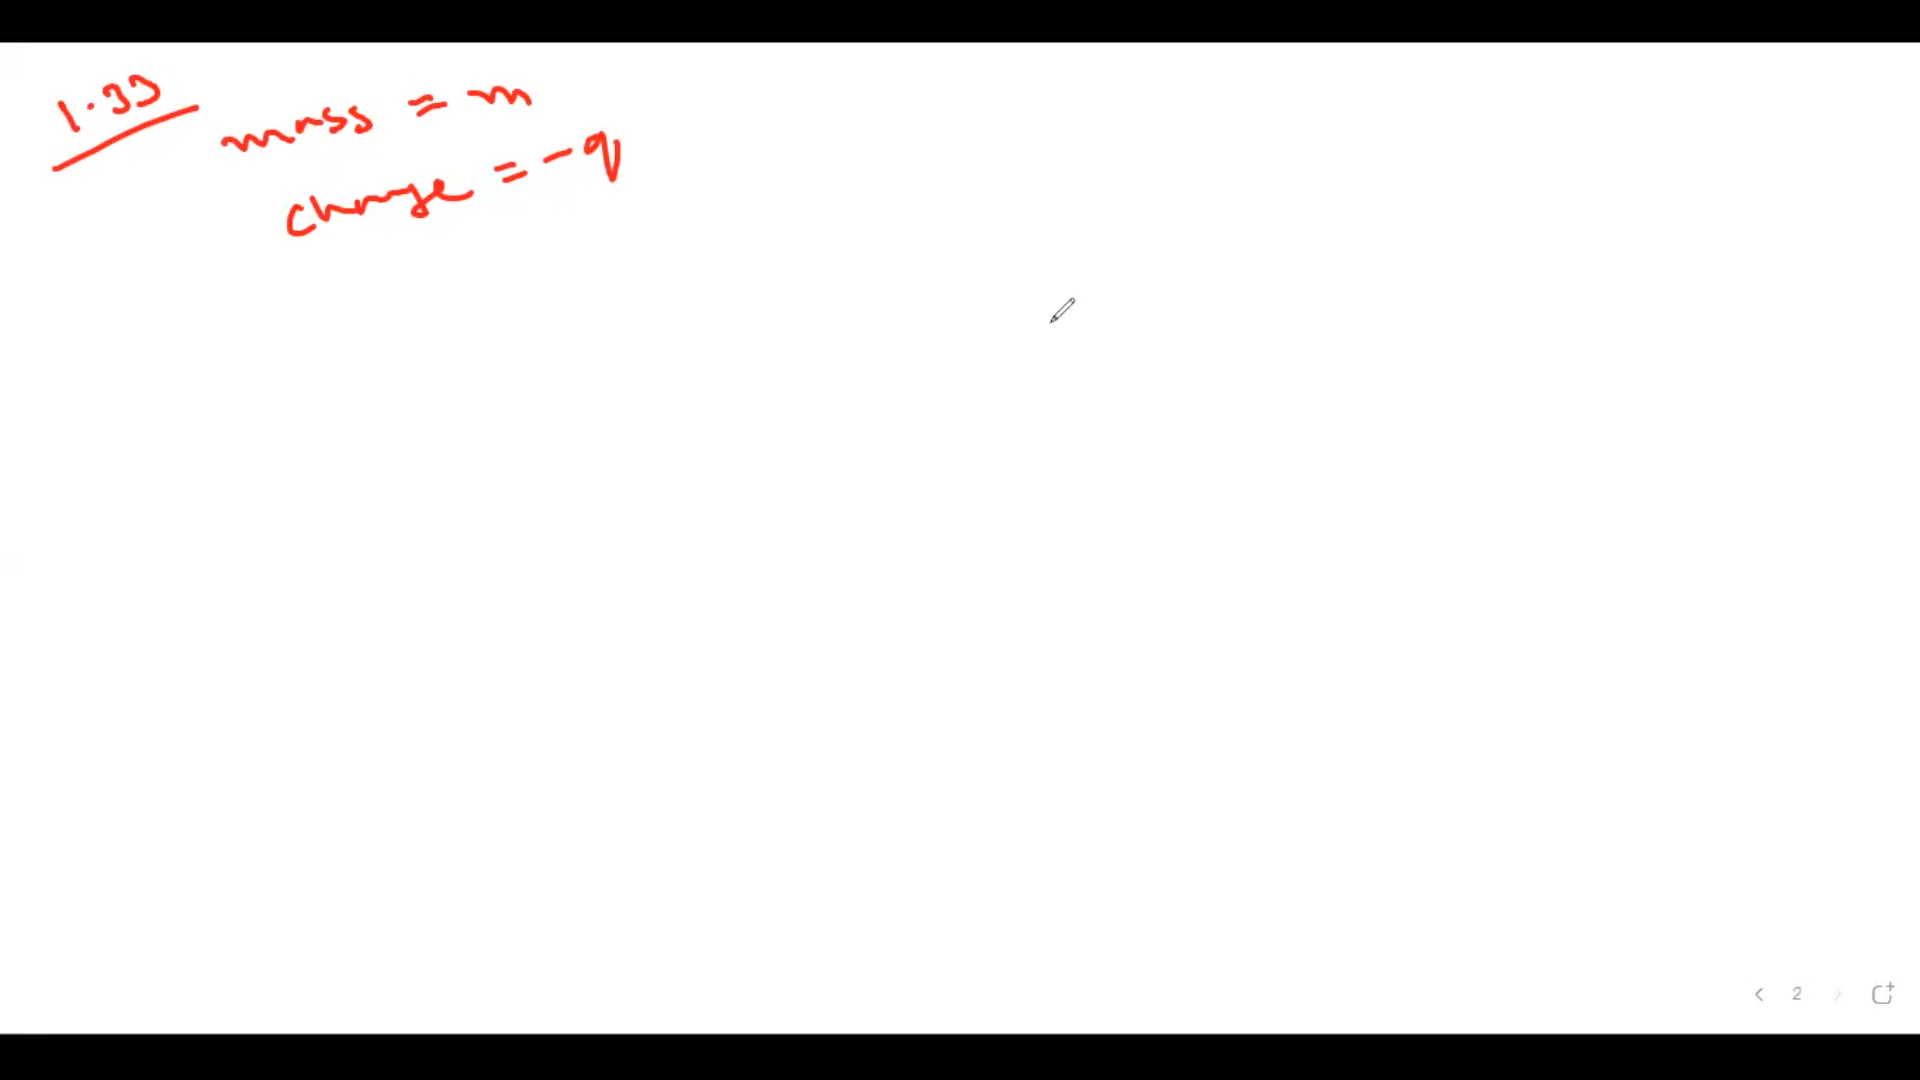 1.33
mass = m
charge = -q
2